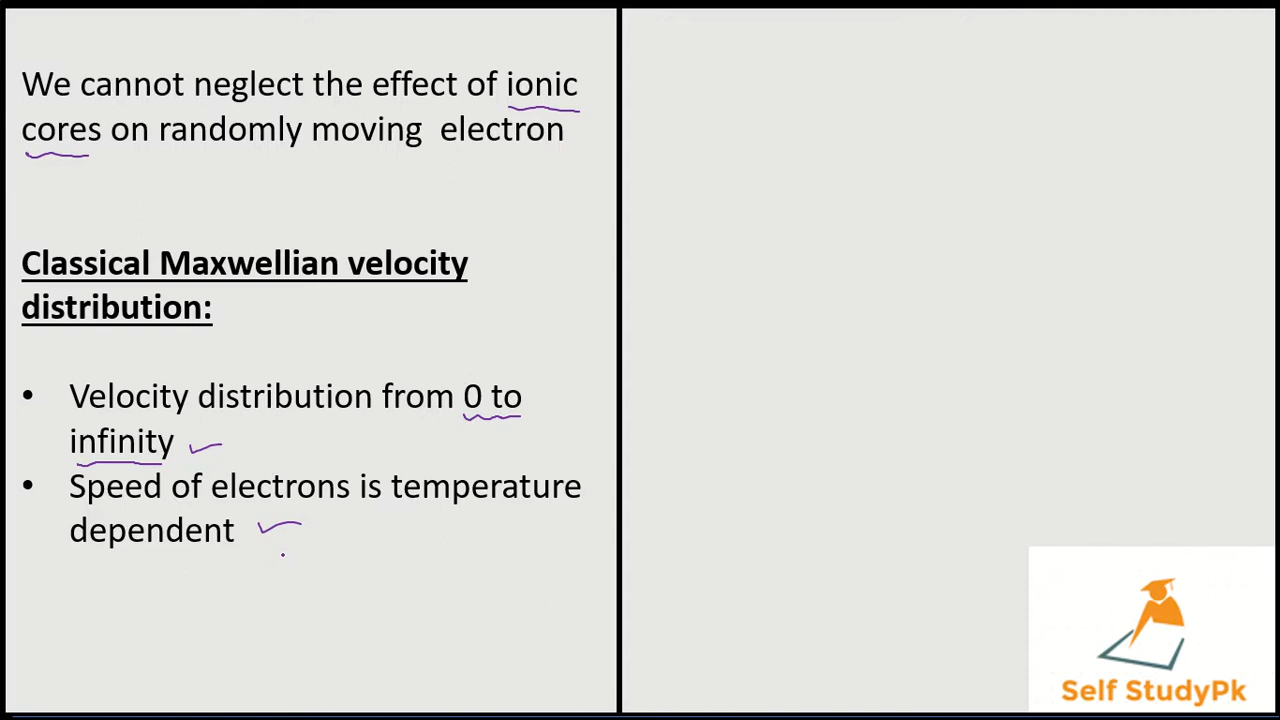 We cannot neglect the effect of ionic
cores on randomly moving electron
Classical Maxwellian velocity
distribution:
• Velocity distribution from 0 to
infinity
• Speed of electrons is temperature
dependent
Self StudyPk